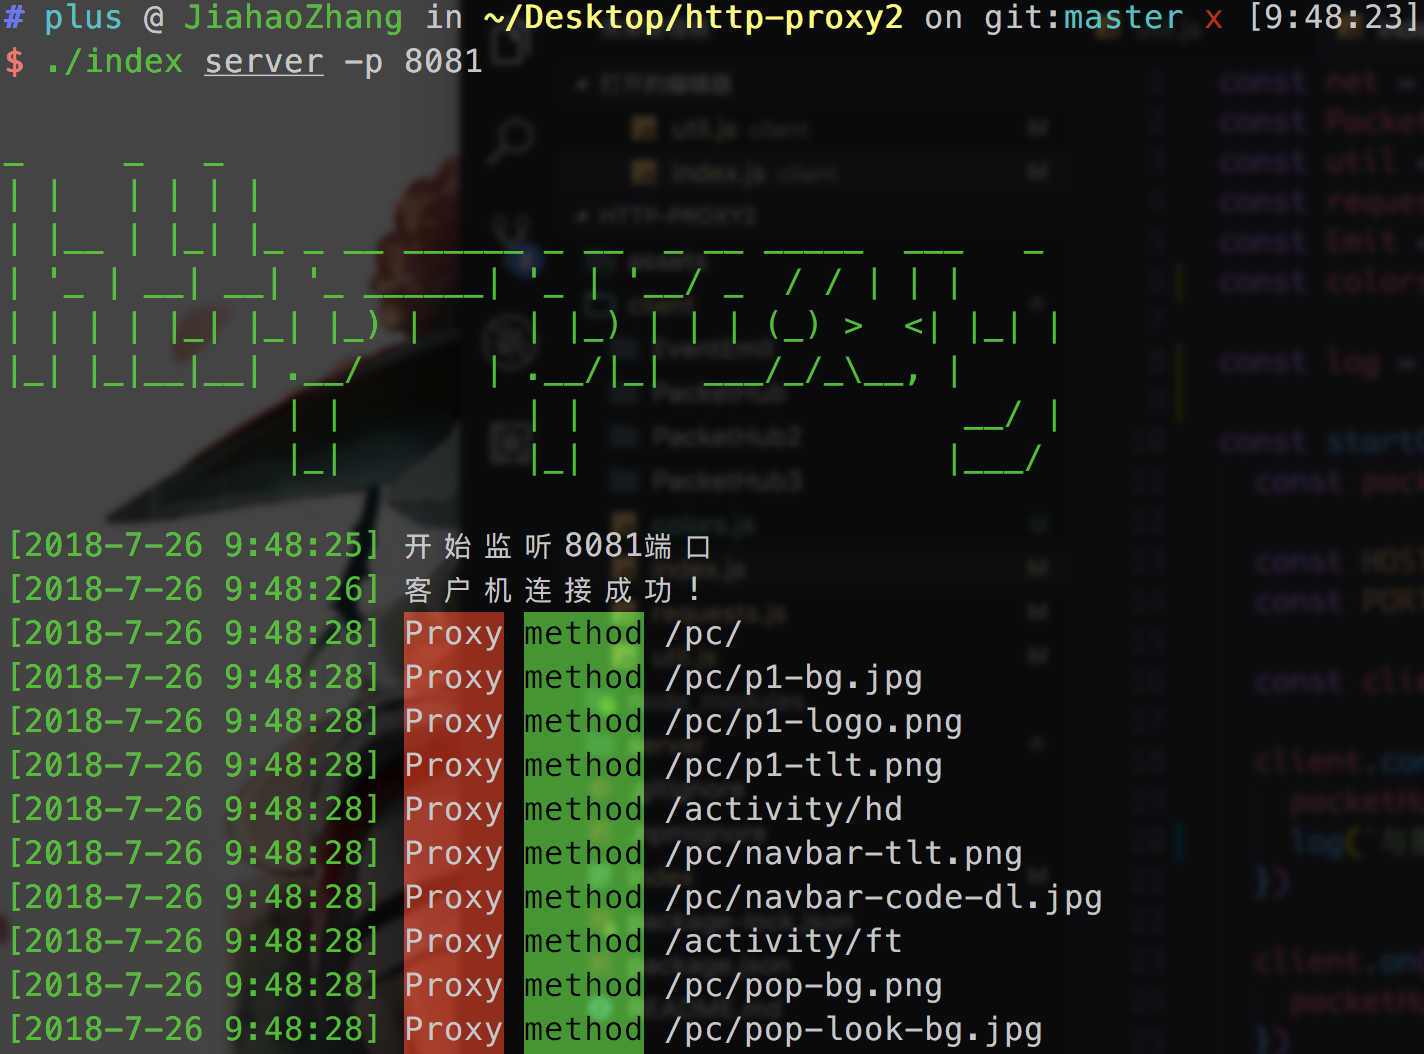 # plus @ JiahaoZhang in ~/Desktop/http-proxy2 on git:master x [9:48:23]
$ ./index server -p 8081
[2018-7-26 9:48:25] 开始监听8081端口
[2018-7-26 9:48:26] 客户机连接成功!
[2018-7-26 9:48:28] Proxy method /pc/
[2018-7-26 9:48:28] Proxy method /pc/p1-bg.jpg
[2018-7-26 9:48:28] Proxy method /pc/p1-logo.png
[2018-7-26 9:48:28] Proxy method /pc/p1-tlt.png
[2018-7-26 9:48:28] Proxy method /activity/hd
[2018-7-26 9:48:28] Proxy method /pc/navbar-tlt.png
[2018-7-26 9:48:28] Proxy method /pc/navbar-code-dl.jpg
[2018-7-26 9:48:28] Proxy method /activity/ft
[2018-7-26 9:48:28] Proxy method /pc/pop-bg.png
[2018-7-26 9:48:28] Proxy method /pc/pop-look-bg.jpg